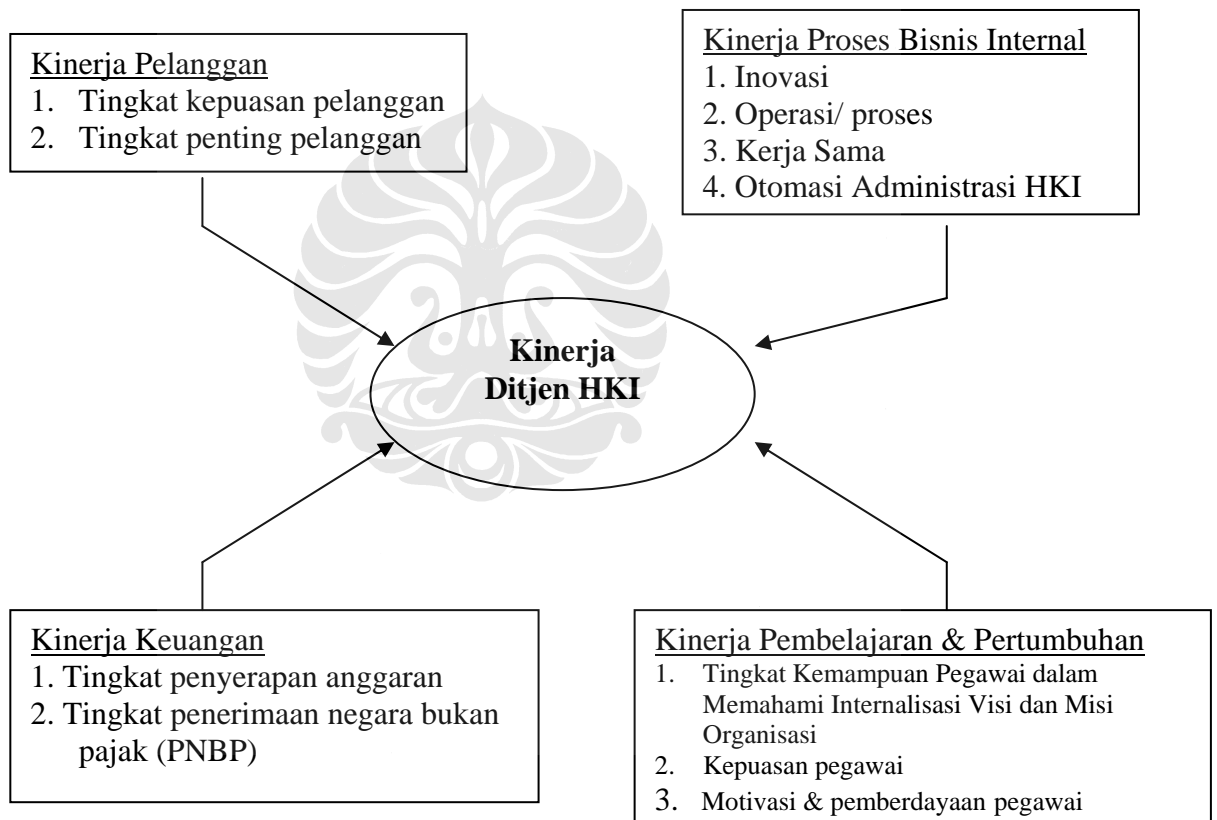 Kinerja Pelanggan
1. Tingkat kepuasan pelanggan
2. Tingkat penting pelanggan
Kinerja Proses Bisnis Internal
1. Inovasi
2. Operasi/ proses
3. Kerja Sama
4. Otomasi Administrasi HKI
Kinerja
Ditjen HKI
Kinerja Keuangan
1. Tingkat penyerapan anggaran
2. Tingkat penerimaan negara bukan
pajak (PNBP)
Kinerja Pembelajaran & Pertumbuhan
1. Tingkat Kemampuan Pegawai dalam
Memahami Internalisasi Visi dan Misi
Organisasi
2. Kepuasan pegawai
3. Motivasi & pemberdayaan pegawai